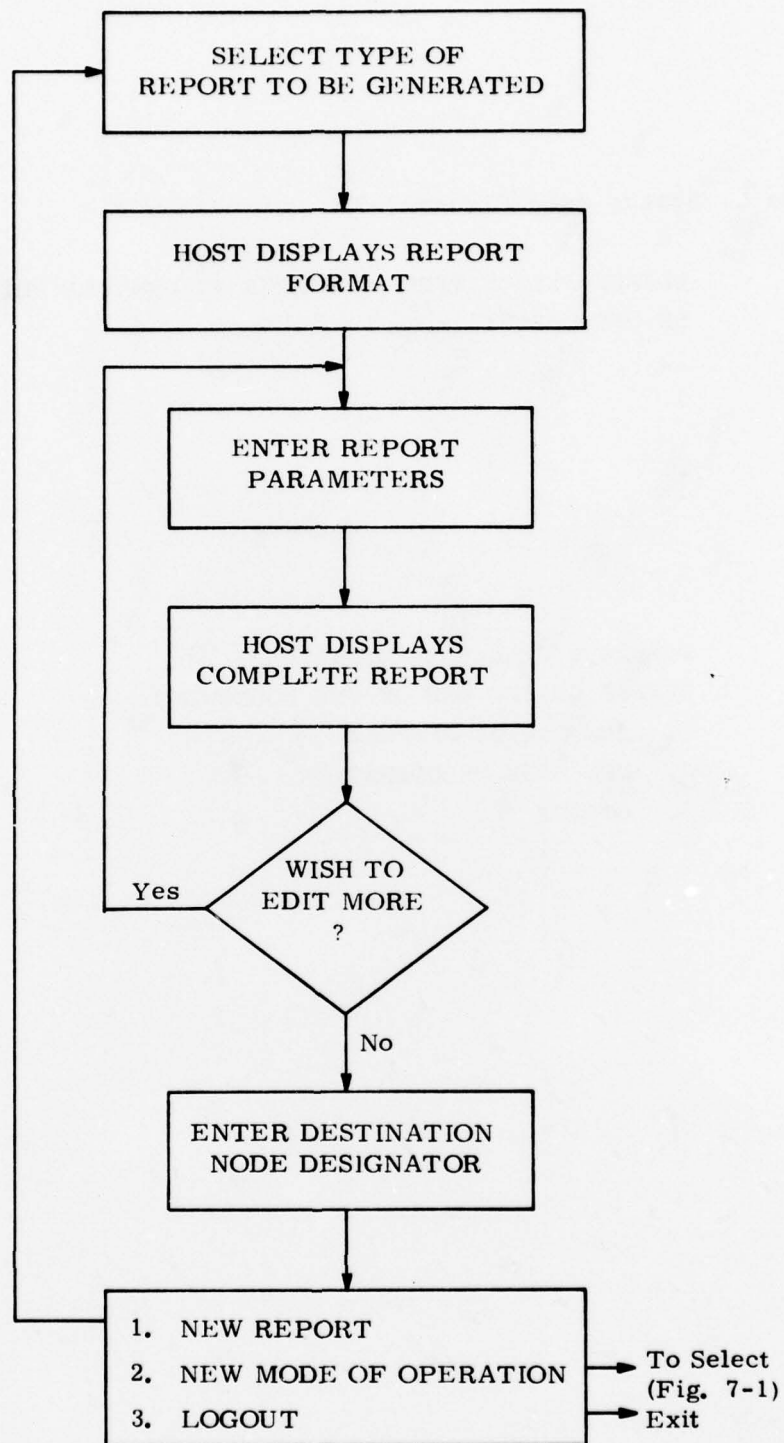 SELECT TYPE OF
REPORT TO BE GENERATED
HOST DISPLAYS REPORT
FORMAT
ENTER REPORT
PARAMETERS
HOST DISPLAYS
COMPLETE REPORT
WISH TO
EDIT MORE
?
Yes
No
ENTER DESTINATION
NODE DESIGNATOR
1. NEW REPORT
2. NEW MODE OF OPERATION
3. LOGOUT
To Select
(Fig. 7-1)
Exit